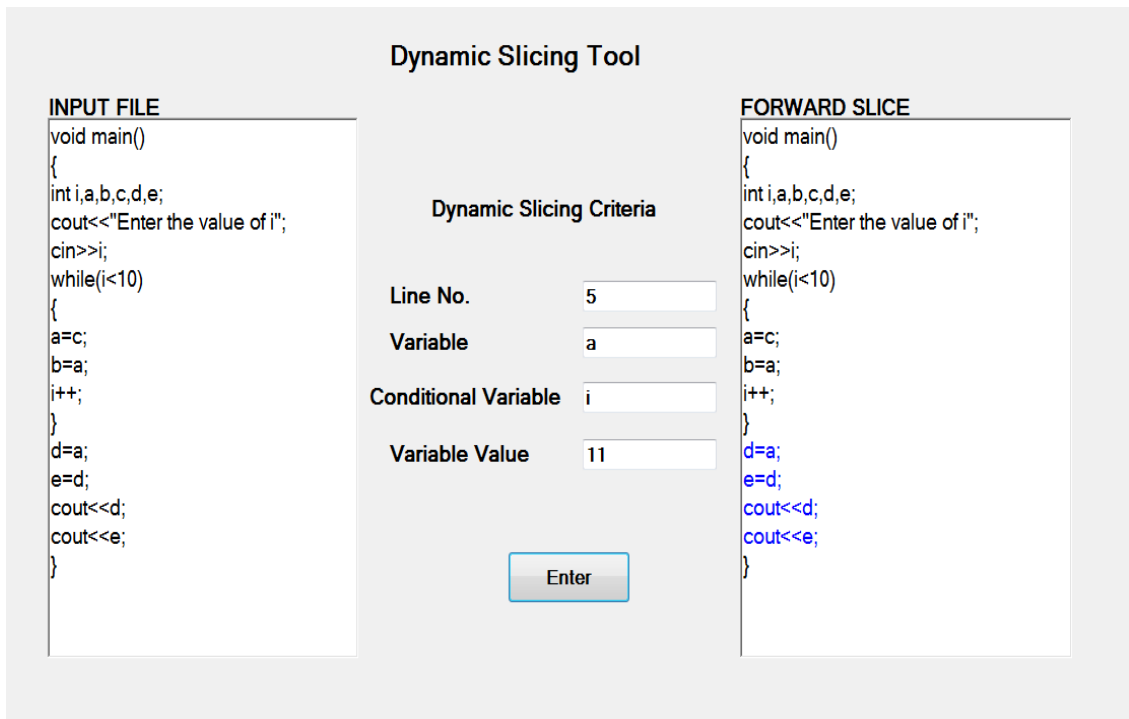 Dynamic Slicing Tool
INPUT FILE
void main()
{
int i,a,b,c,d,e;
cout<<"Enter the value of i";
cin>>i;
while(i<10)
{
a=c;
b=a;
i++;
}
d=a;
e=d;
cout<<d;
cout<<e;
}
Dynamic Slicing Criteria
Line No. 5
Variable a
Conditional Variable i
Variable Value 11
Enter
FORWARD SLICE
void main()
{
int i,a,b,c,d,e;
cout<<"Enter the value of i";
cin>>i;
while(i<10)
{
a=c;
b=a;
i++;
}
d=a;
e=d;
cout<<d;
cout<<e;
}